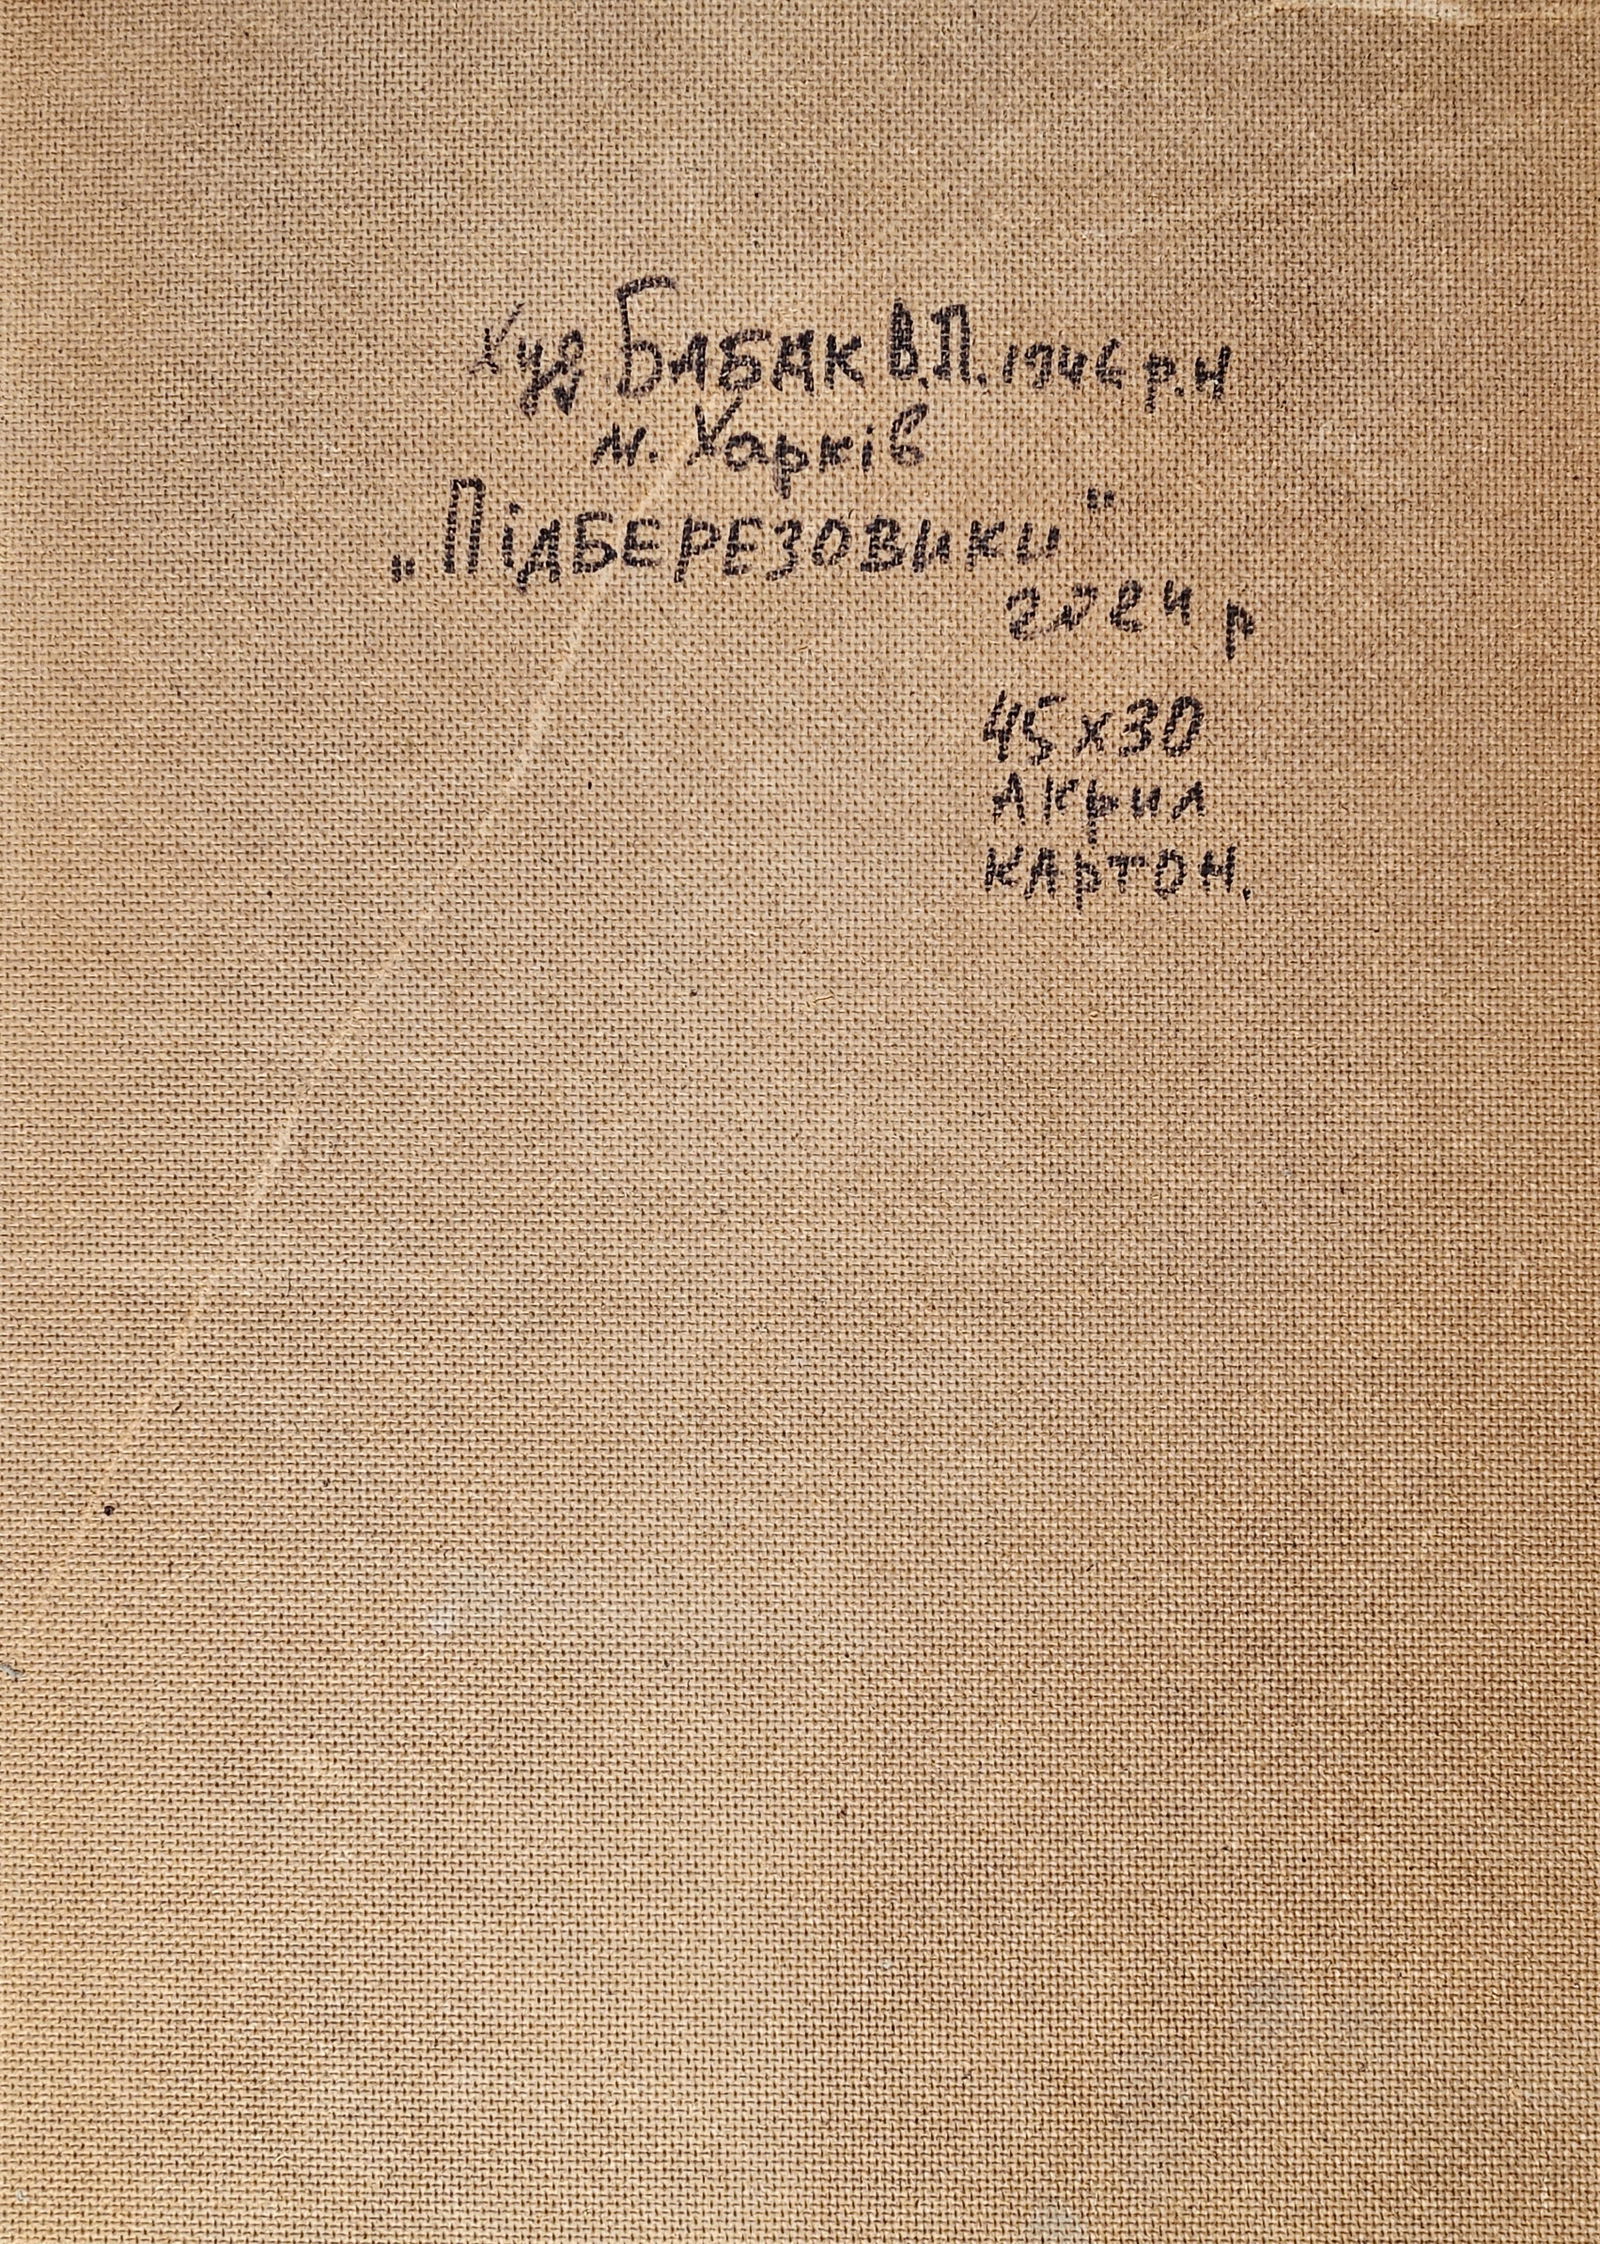 Худ. БАБАК В.П. 1946 р.н
м. Харків
„ПіДБЕРЕЗОВИКИ"
2024 р
45х30
Акрил
КАРТОН.